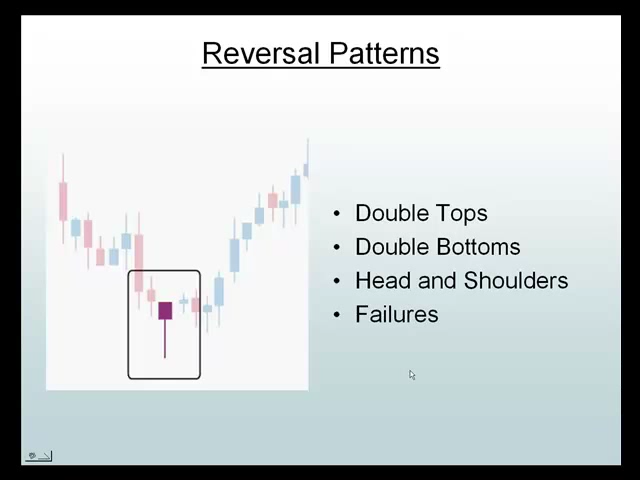 Reversal Patterns
• Double Tops
• Double Bottoms
• Head and Shoulders
• Failures